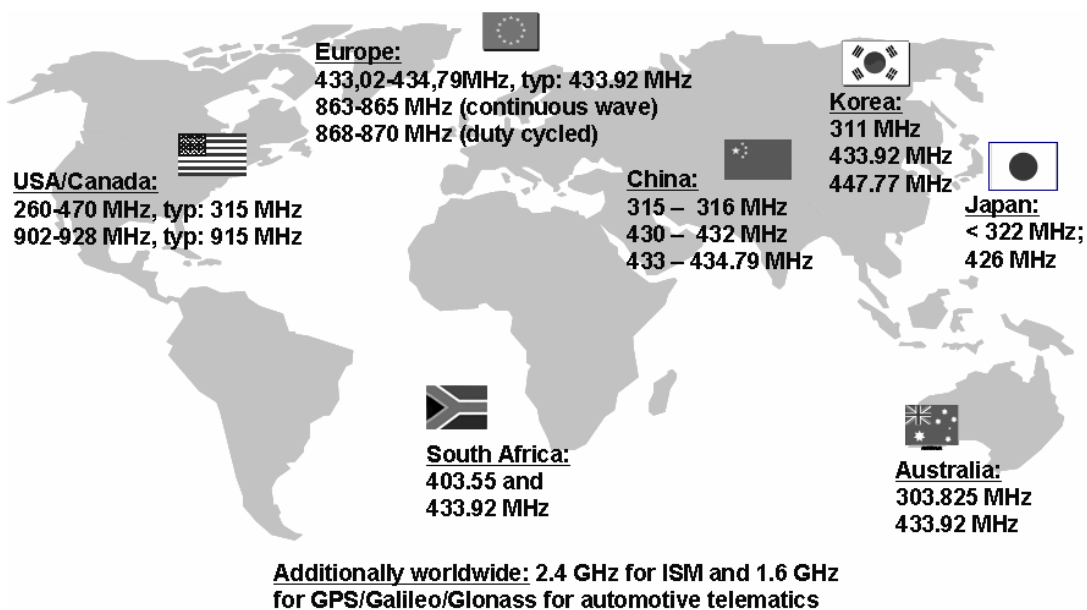 Europe:
433,02-434,79MHz, typ: 433.92 MHz
863-865 MHz (continuous wave)
868-870 MHz (duty cycled)
USA/Canada:
260-470 MHz, typ: 315 MHz
902-928 MHz, typ: 915 MHz
China:
315 – 316 MHz
430 – 432 MHz
433 – 434.79 MHz
Korea:
311 MHz
433.92 MHz
447.77 MHz
Japan:
< 322 MHz;
426 MHz
South Africa:
403.55 and
433.92 MHz
Australia:
303.825 MHz
433.92 MHz
Additionally worldwide: 2.4 GHz for ISM and 1.6 GHz
for GPS/Galileo/Glonass for automotive telematics